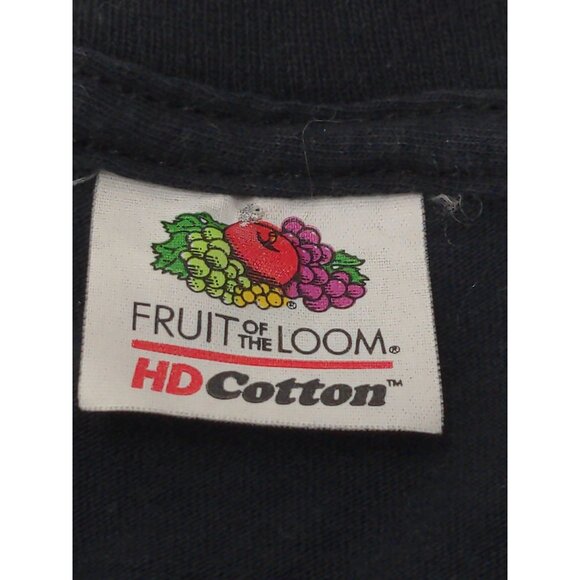 ®
FRUIT OF THE LOOM®
HD Cotton™